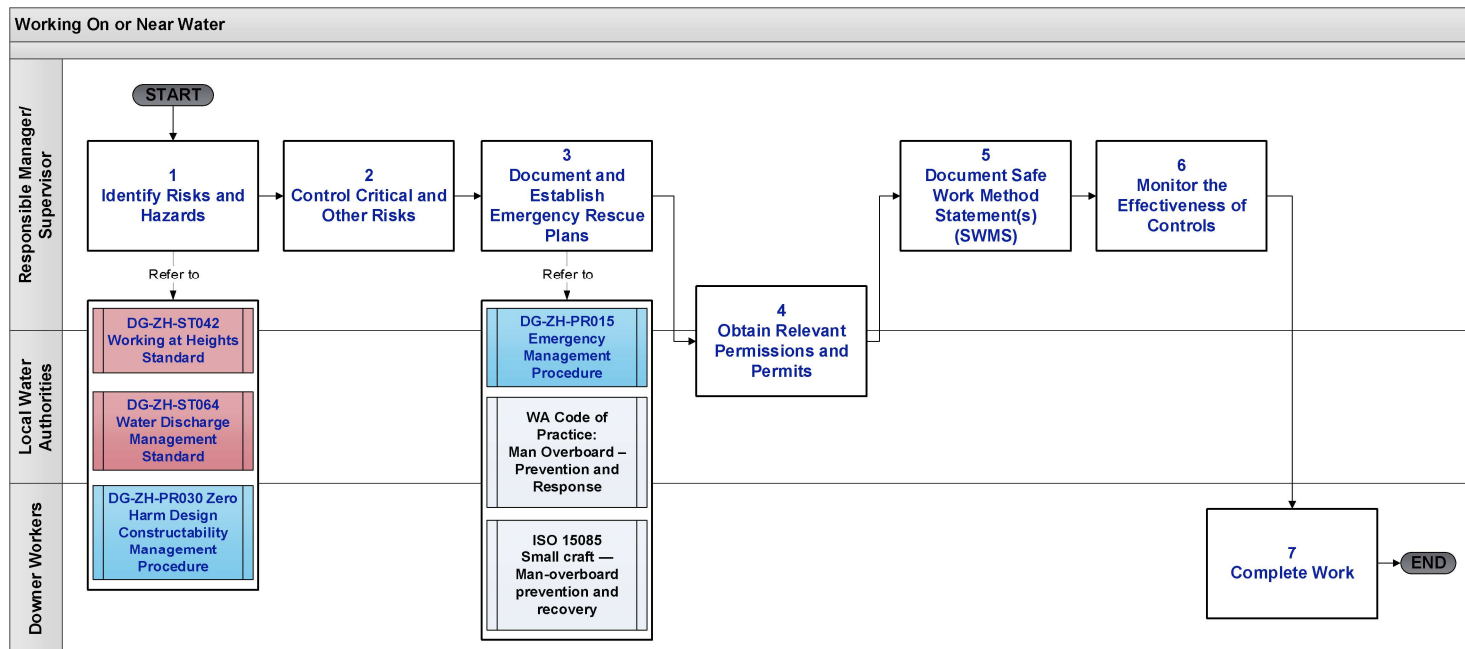 Working On or Near Water
Responsible Manager/
Supervisor
START
1
Identify Risks and
Hazards
2
Control Critical and
Other Risks
3
Document and
Establish
Emergency Rescue
Plans
5
Document Safe
Work Method
Statement(s)
(SWMS)
6
Monitor the
Effectiveness of
Controls
Refer to
Refer to
4
Obtain Relevant
Permissions and
Permits
DG-ZH-ST042
Working at Heights
Standard
DG-ZH-PR015
Emergency
Management
Procedure
Local Water
Authorities
DG-ZH-ST064
Water Discharge
Management
Standard
WA Code of
Practice:
Man Overboard –
Prevention and
Response
Downer Workers
DG-ZH-PR030 Zero
Harm Design
Constructability
Management
Procedure
ISO 15085
Small craft —
Man-overboard
prevention and
recovery
7
Complete Work
END